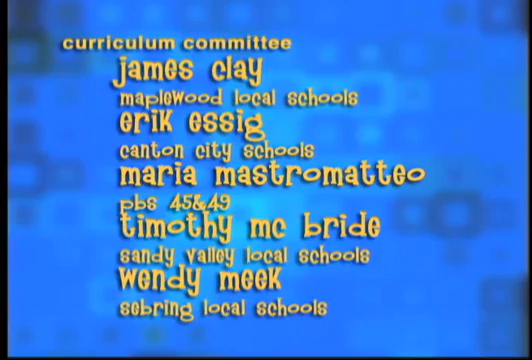 curriculum committee
james clay
maplewood local schools
erik essig
canton city schools
maria mastromatteo
pbs 45&49
timothy mc bride
sandy valley local schools
wendy meek
sebring local schools